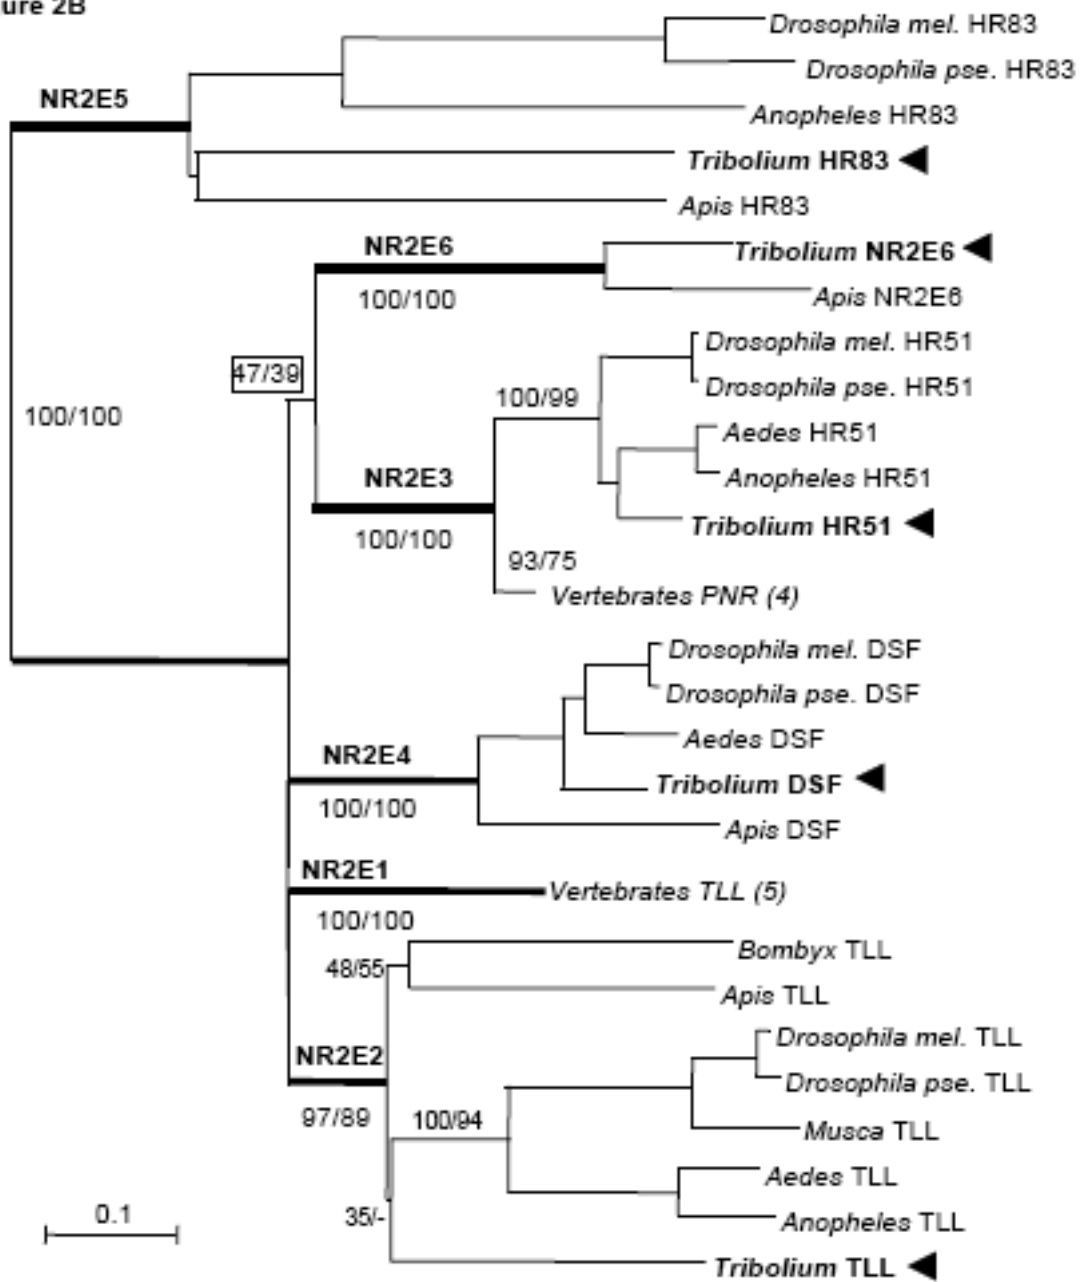 ure 2B
Drosophila mel. HR83
Drosophila pse. HR83
NR2E5
Anopheles HR83
Tribolium HR83
Apis HR83
NR2E6
Tribolium NR2E6
100/100
Apis NR2E6
Drosophila mel. HR51
47/39
Drosophila pse. HR51
100/99
100/100
Aedes HR51
NR2E3
Anopheles HR51
Tribolium HR51
100/100
93/75
Vertebrates PNR (4)
Drosophila mel. DSF
Drosophila pse. DSF
Aedes DSF
NR2E4
Tribolium DSF
100/100
Apis DSF
NR2E1
Vertebrates TLL (5)
100/100
Bombyx TLL
48/55
Apis TLL
Drosophila mel. TLL
NR2E2
Drosophila pse. TLL
97/89
100/94
Musca TLL
Aedes TLL
0.1
35/-
Anopheles TLL
Tribolium TLL